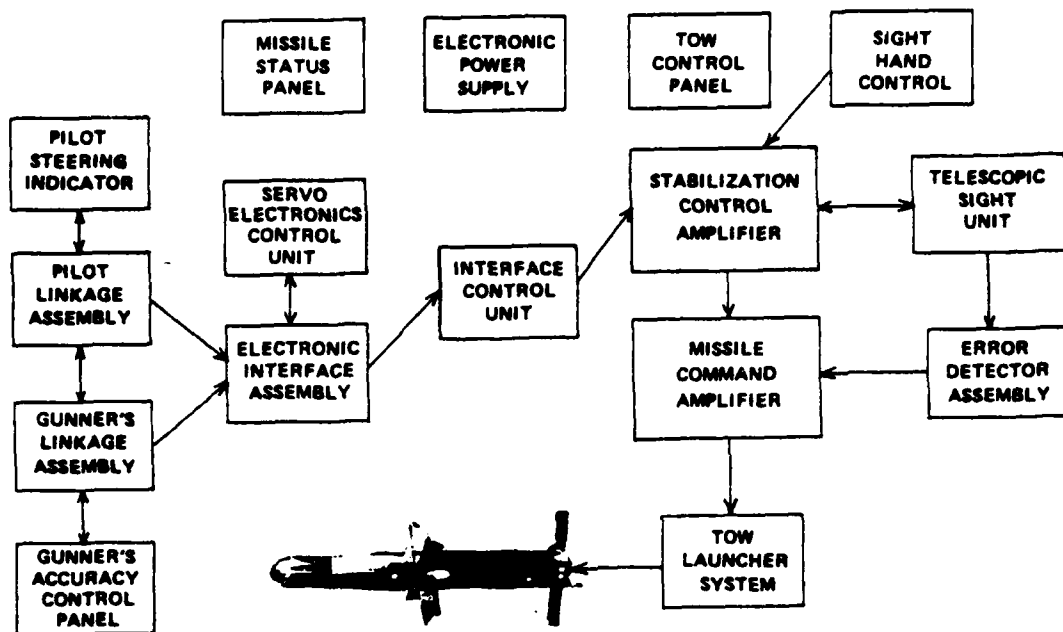 MISSILE
STATUS
PANEL
ELECTRONIC
POWER
SUPPLY
TOW
CONTROL
PANEL
SIGHT
HAND
CONTROL
PILOT
STEERING
INDICATOR
SERVO
ELECTRONICS
CONTROL
UNIT
STABILIZATION
CONTROL
AMPLIFIER
TELESCOPIC
SIGHT
UNIT
PILOT
LINKAGE
ASSEMBLY
INTERFACE
CONTROL
UNIT
ELECTRONIC
INTERFACE
ASSEMBLY
MISSILE
COMMAND
AMPLIFIER
ERROR
DETECTOR
ASSEMBLY
GUNNER'S
LINKAGE
ASSEMBLY
GUNNER'S
ACCURACY
CONTROL
PANEL
TOW
LAUNCHER
SYSTEM